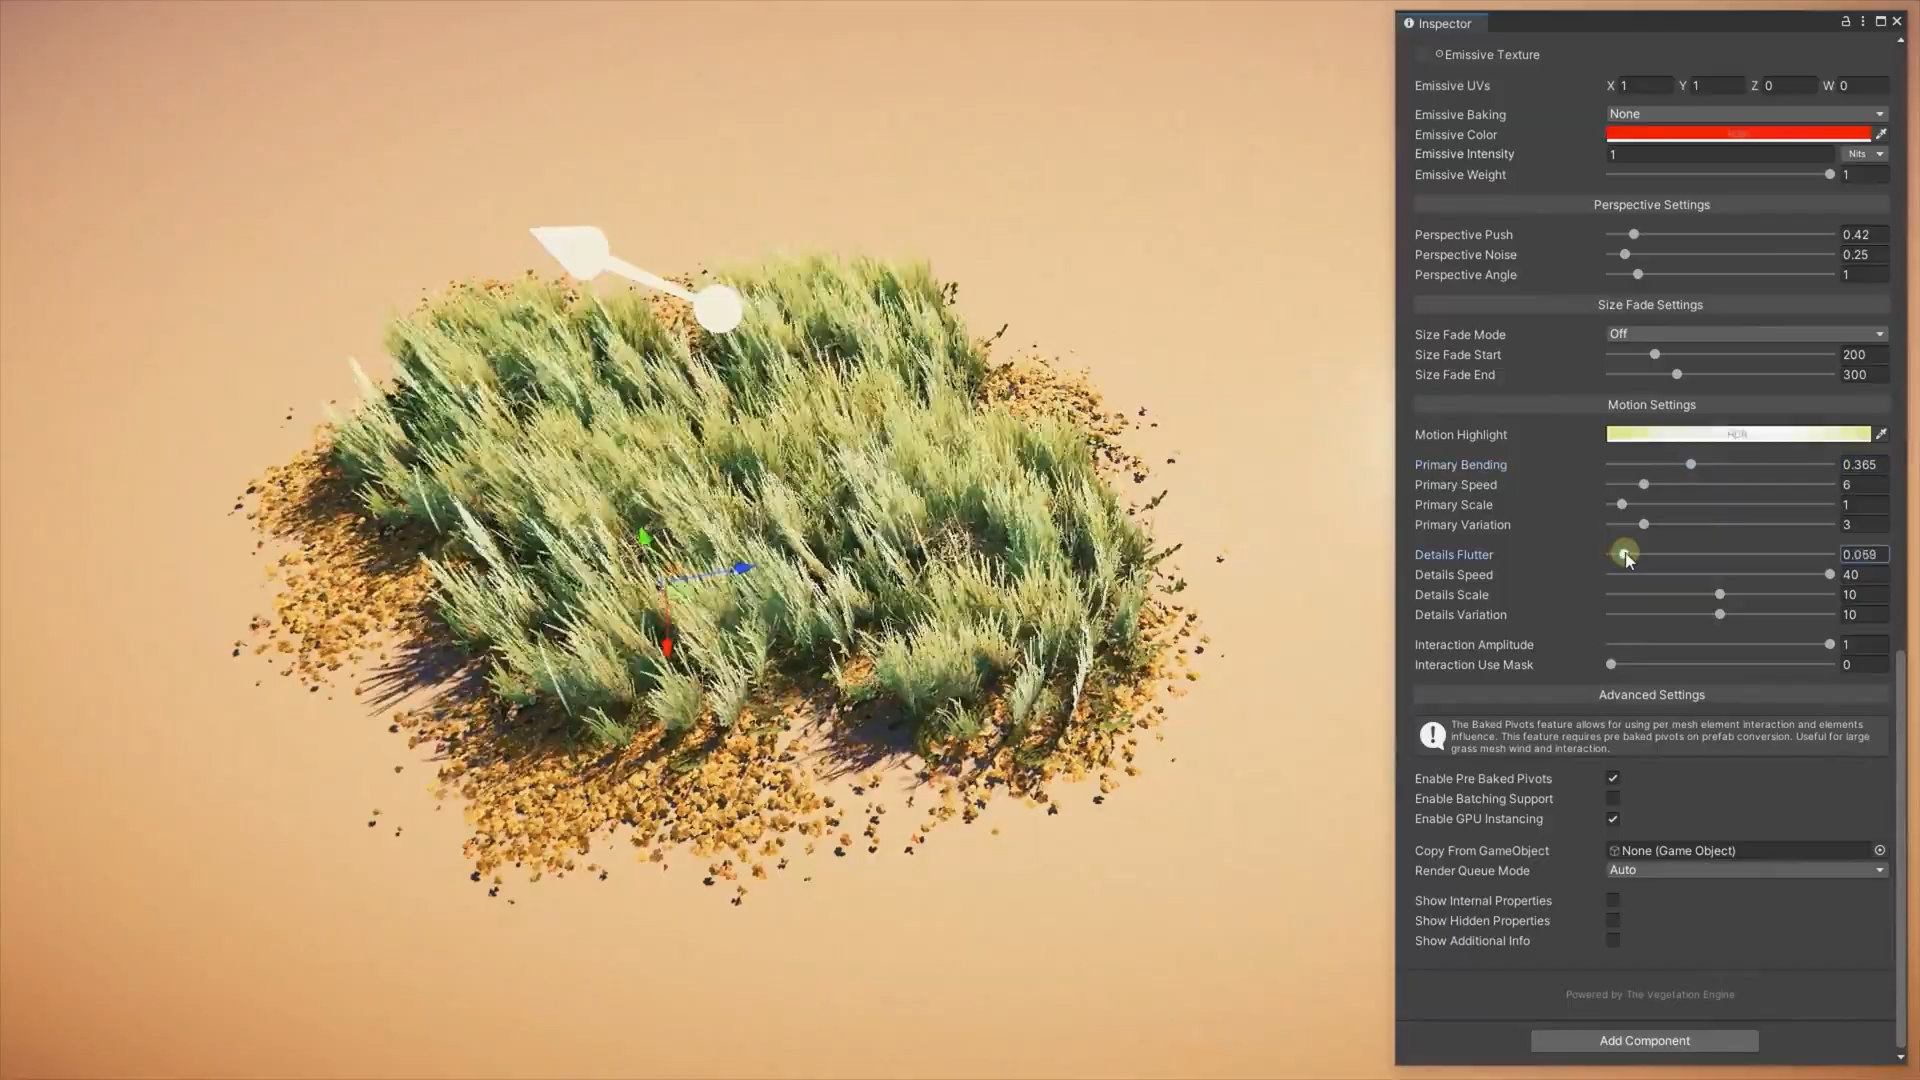 Inspector
Emissive Texture
Emissive UVs X 1 Y 1 Z 0 W 0
Emissive Baking None
Emissive Color HDR
Emissive Intensity 1 Nits
Emissive Weight 1
Perspective Settings
Perspective Push 0.42
Perspective Noise 0.25
Perspective Angle 1
Size Fade Settings
Size Fade Mode Off
Size Fade Start 200
Size Fade End 300
Motion Settings
Motion Highlight HDR
Primary Bending 0.365
Primary Speed 6
Primary Scale 1
Primary Variation 3
Details Flutter 0.059
Details Speed 40
Details Scale 10
Details Variation 10
Interaction Amplitude 1
Interaction Use Mask 0
Advanced Settings
The Baked Pivots feature allows for using per mesh element interaction and elements
influence. This feature requires pre baked pivots on prefab conversion. Useful for large
grass mesh wind and interaction.
Enable Pre Baked Pivots
Enable Batching Support
Enable GPU Instancing
Copy From GameObject None (Game Object)
Render Queue Mode Auto
Show Internal Properties
Show Hidden Properties
Show Additional Info
Powered by The Vegetation Engine
Add Component